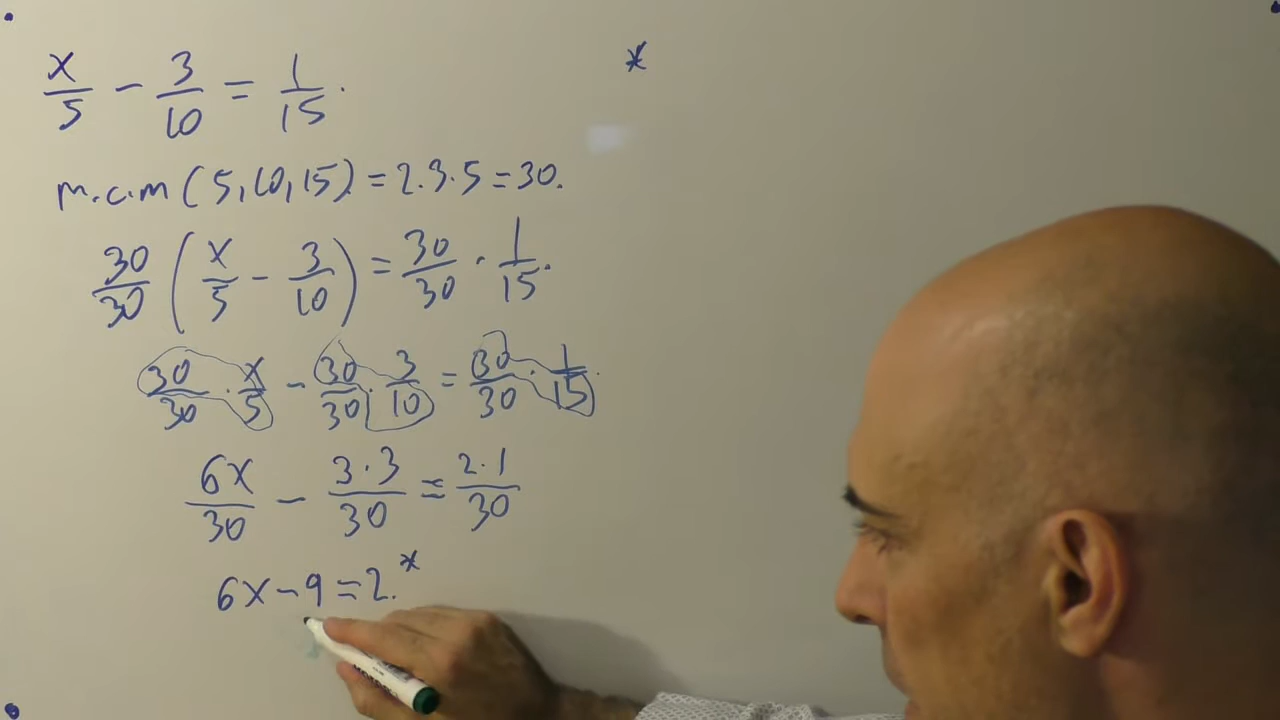 x/5 - 3/10 = 1/15.
*
m.c.m (5,10,15) = 2.3.5 = 30.
30/30 (x/5 - 3/10) = 30/30 · 1/15.
30/30 · x/5 - 30/30 · 3/10 = 30/30 · 1/15.
6x/30 - 3·3/30 = 2·1/30
6x - 9 = 2. *